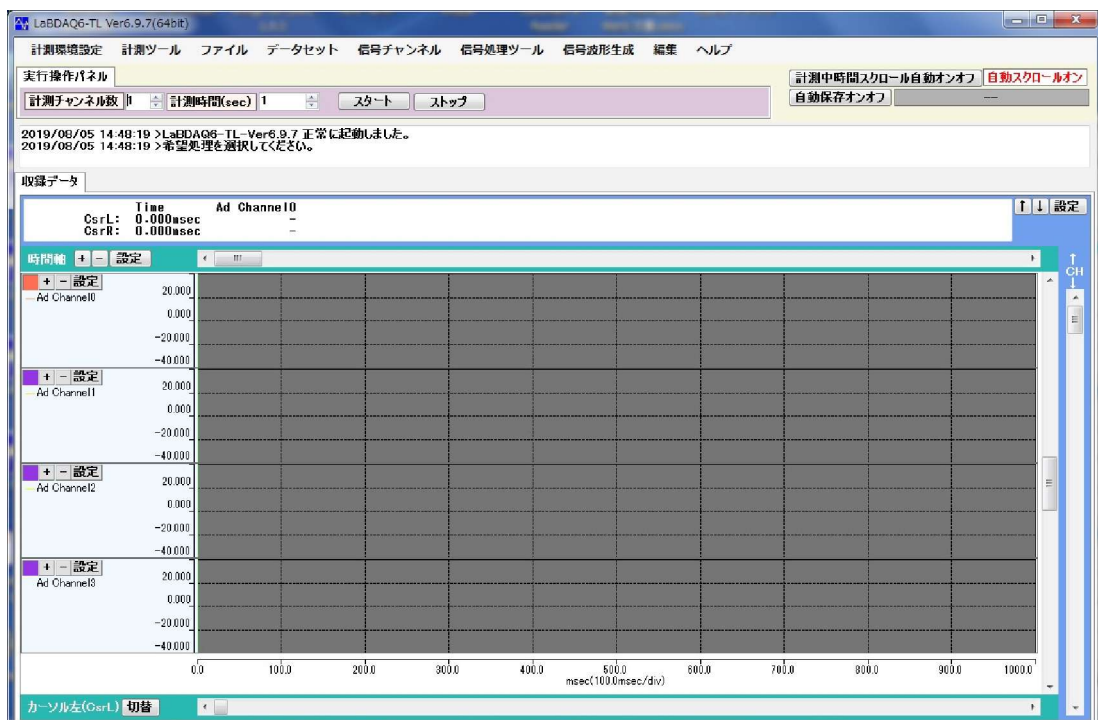 LaBDAQ6-TL Ver6.9.7(64bit)
計測環境設定 計測ツール ファイル データセット 信号チャンネル 信号処理ツール 信号波形生成 編集 ヘルプ
実行操作パネル
計測中時間スクロール自動オンオフ 自動スクロールオン
計測チャンネル数 1 計測時間(sec) 1 スタート ストップ
自動保存オンオフ ---
2019/08/05 14:48:19 >LaBDAQ6-TL-Ver6.9.7 正常に起動しました。
2019/08/05 14:48:19 >希望処理を選択してください。
収録データ
Time Ad Channel0
CsrL: 0.000msec -
CsrR: 0.000msec -
↑ ↓ 設定
時間軸 + - 設定
↑
CH
↓
+ - 設定
Ad Channel0
20.000
0.000
-20.000
-40.000
+ - 設定
Ad Channel1
20.000
0.000
-20.000
-40.000
+ - 設定
Ad Channel2
20.000
0.000
-20.000
-40.000
+ - 設定
Ad Channel3
20.000
0.000
-20.000
-40.000
0.0 100.0 200.0 300.0 400.0 500.0 600.0 700.0 800.0 900.0 1000.0
msec(100.0msec/div)
カーソル左(CsrL) 切替